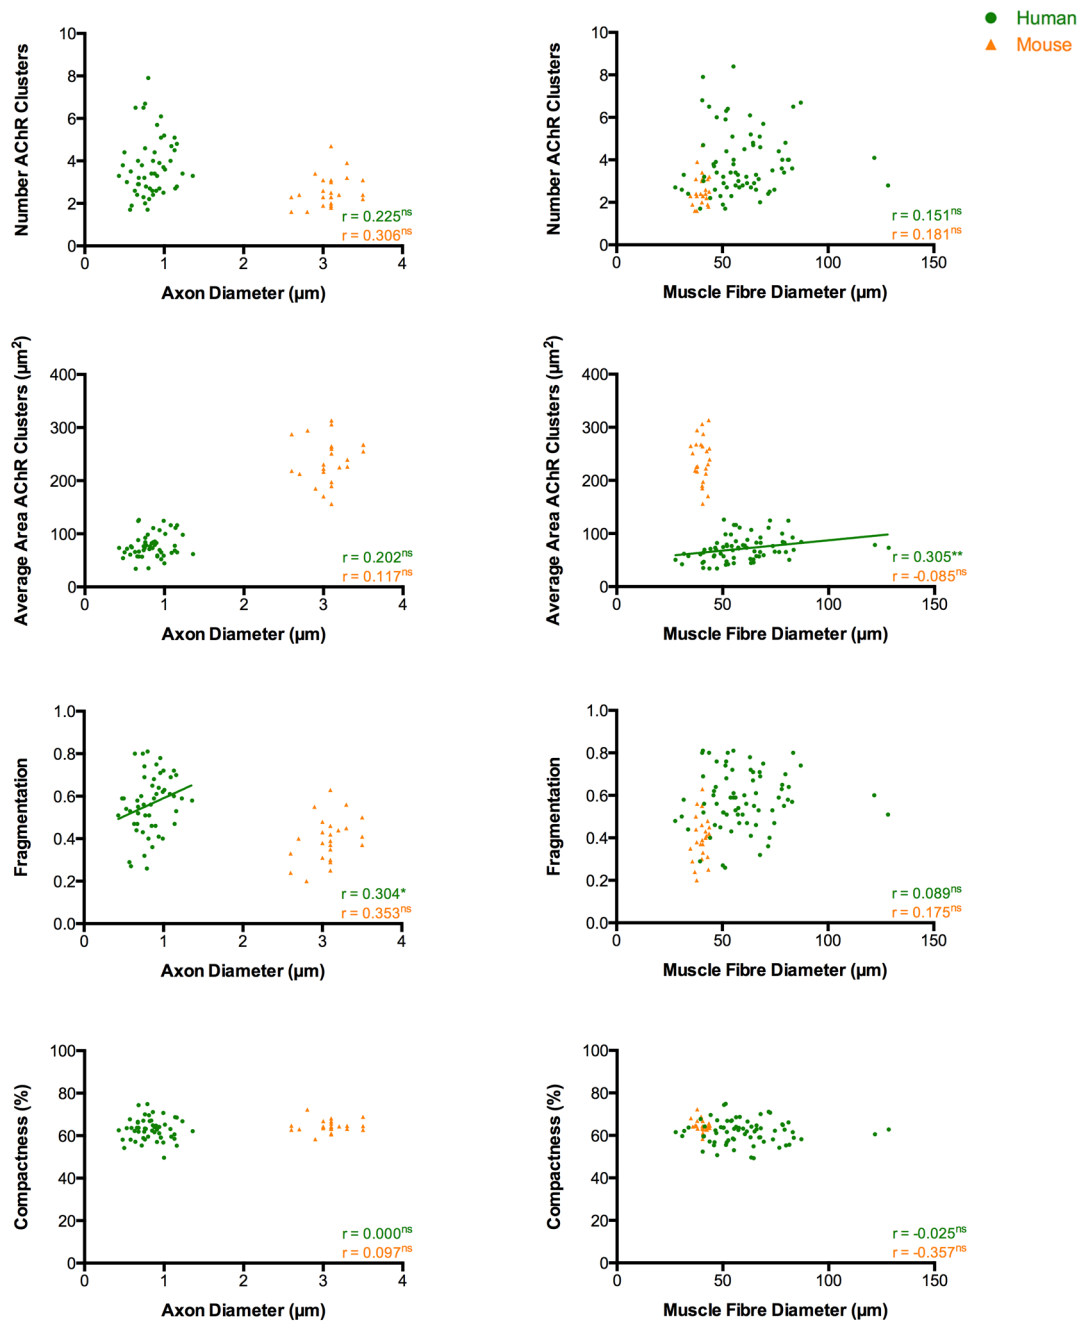 Human
Mouse
Number AChR Clusters
10
8
6
4
2
0
0 1 2 3 4
r = 0.225ns
r = 0.306ns
Axon Diameter (µm)
Number AChR Clusters
10
8
6
4
2
0
0 50 100 150
r = 0.151ns
r = 0.181ns
Muscle Fibre Diameter (µm)
Average Area AChR Clusters (µm2)
400
300
200
100
0
0 1 2 3 4
r = 0.202ns
r = 0.117ns
Axon Diameter (µm)
Average Area AChR Clusters (µm2)
400
300
200
100
0
0 50 100 150
r = 0.305**
r = -0.085ns
Muscle Fibre Diameter (µm)
Fragmentation
1.0
0.8
0.6
0.4
0.2
0.0
0 1 2 3 4
r = 0.304*
r = 0.353ns
Axon Diameter (µm)
Fragmentation
1.0
0.8
0.6
0.4
0.2
0.0
0 50 100 150
r = 0.089ns
r = 0.175ns
Muscle Fibre Diameter (µm)
Compactness (%)
100
80
60
40
20
0
0 1 2 3 4
r = 0.000ns
r = 0.097ns
Axon Diameter (µm)
Compactness (%)
100
80
60
40
20
0
0 50 100 150
r = -0.025ns
r = -0.357ns
Muscle Fibre Diameter (µm)